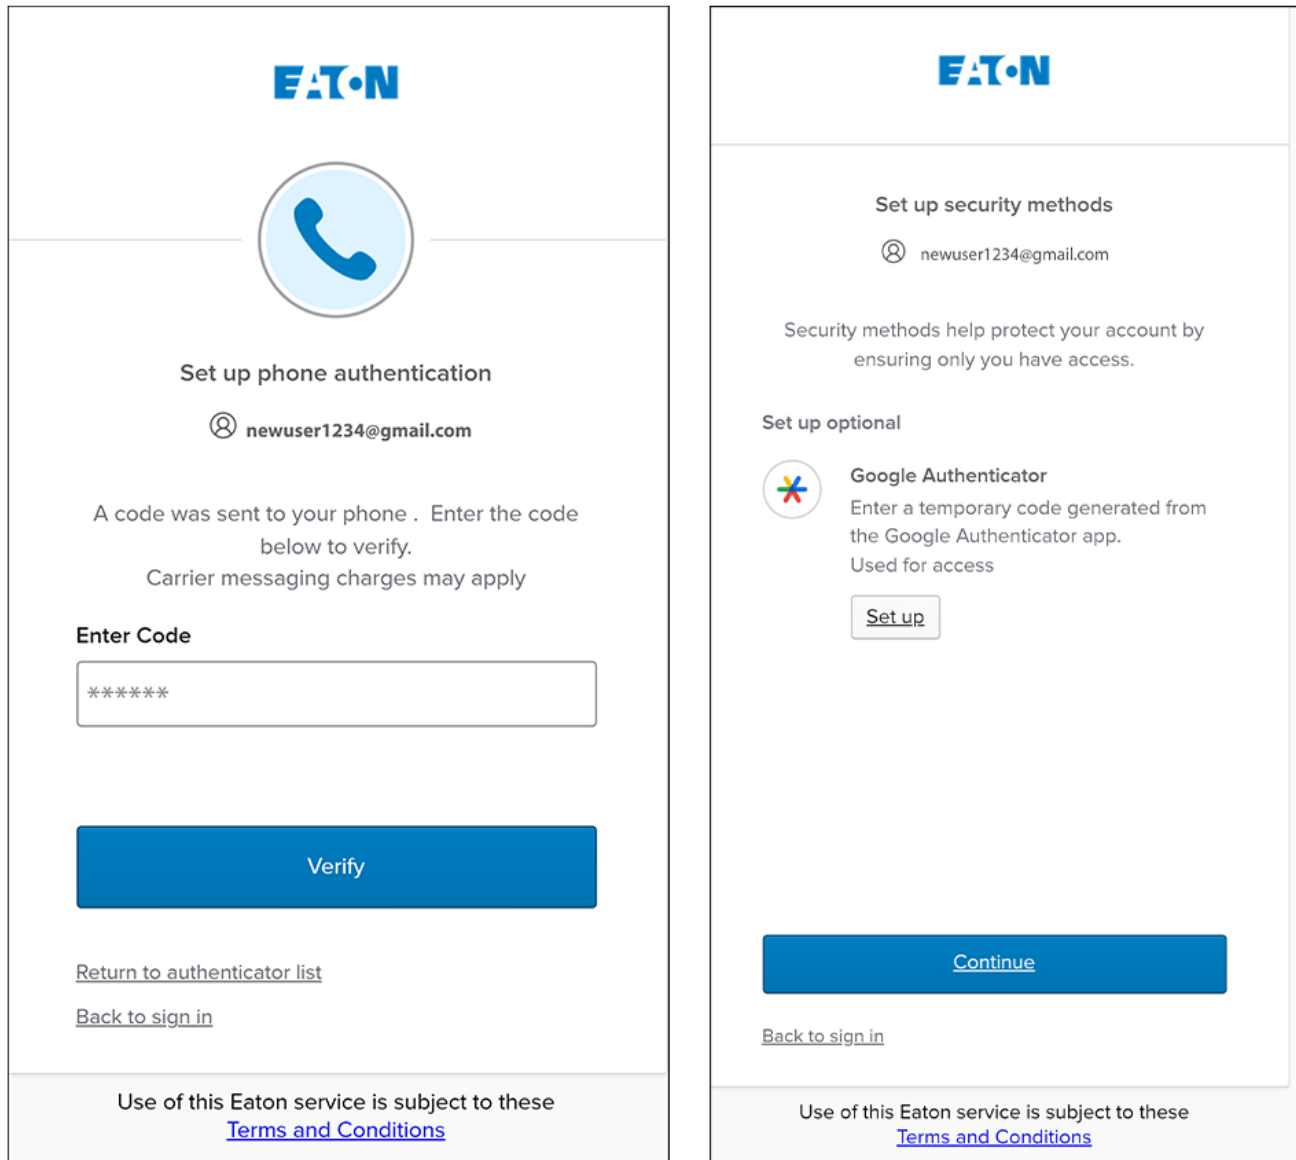 EATON
Set up phone authentication
newuser1234@gmail.com
A code was sent to your phone . Enter the code
below to verify.
Carrier messaging charges may apply
Enter Code
******
Verify
Return to authenticator list
Back to sign in
Use of this Eaton service is subject to these
Terms and Conditions
EATON
Set up security methods
newuser1234@gmail.com
Security methods help protect your account by
ensuring only you have access.
Set up optional
Google Authenticator
Enter a temporary code generated from
the Google Authenticator app.
Used for access
Set up
Continue
Back to sign in
Use of this Eaton service is subject to these
Terms and Conditions